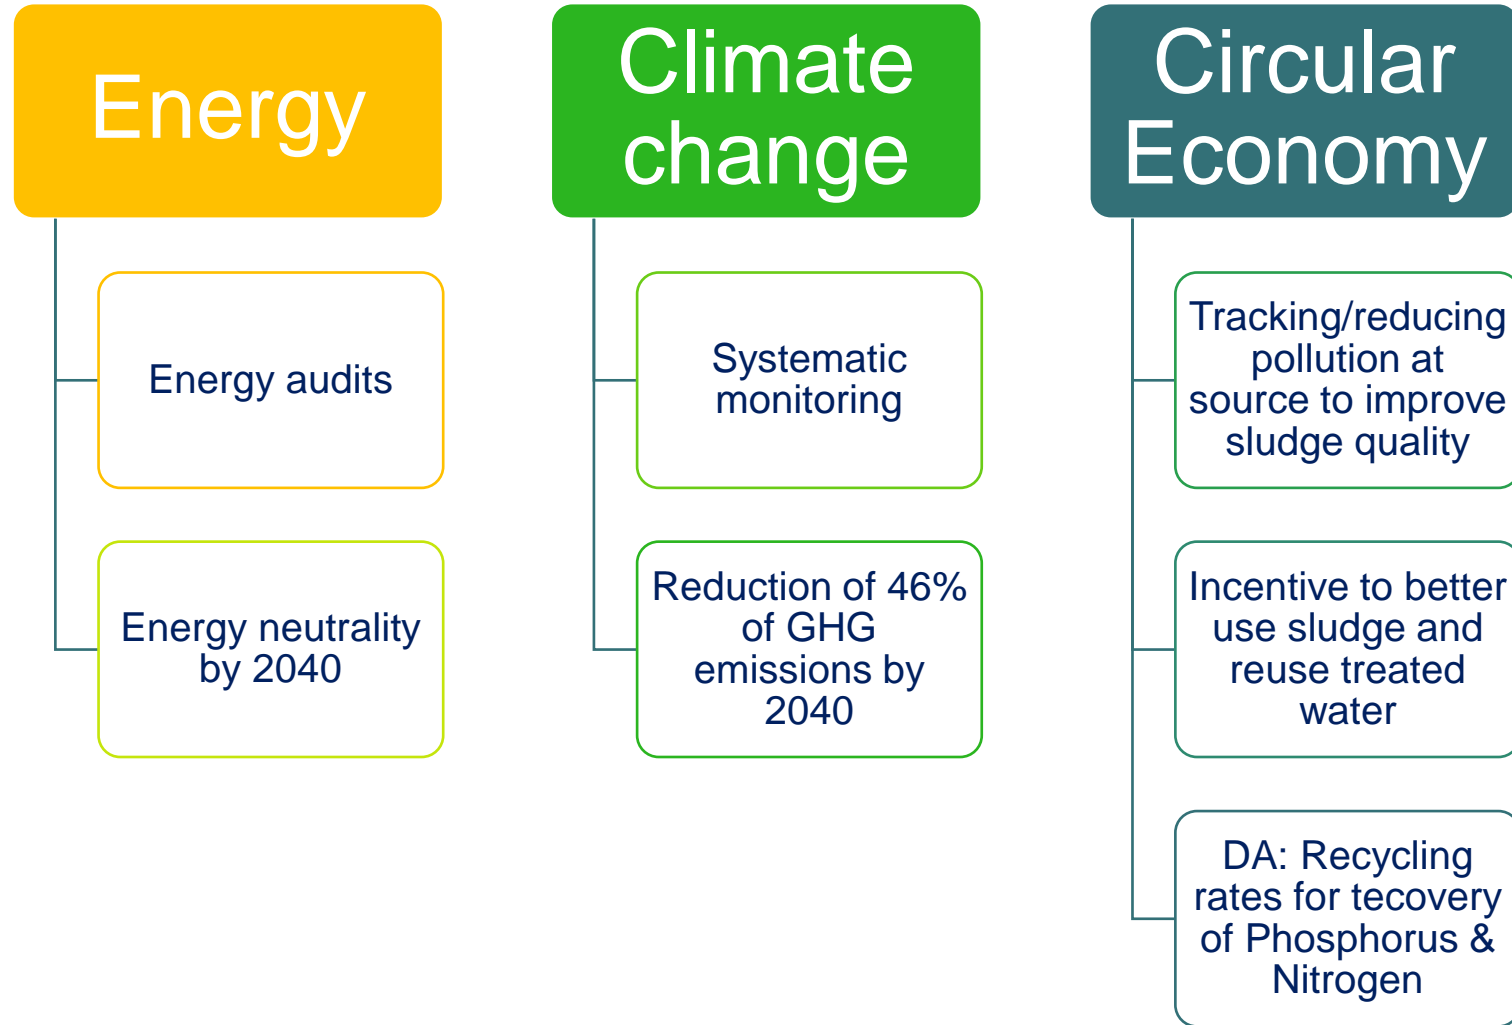 Energy
Energy audits
Energy neutrality
by 2040
Climate
change
Systematic
monitoring
Reduction of 46%
of GHG
emissions by
2040
Circular
Economy
Tracking/reducing
pollution at
source to improve
sludge quality
Incentive to better
use sludge and
reuse treated
water
DA: Recycling
rates for tecovery
of Phosphorus &
Nitrogen